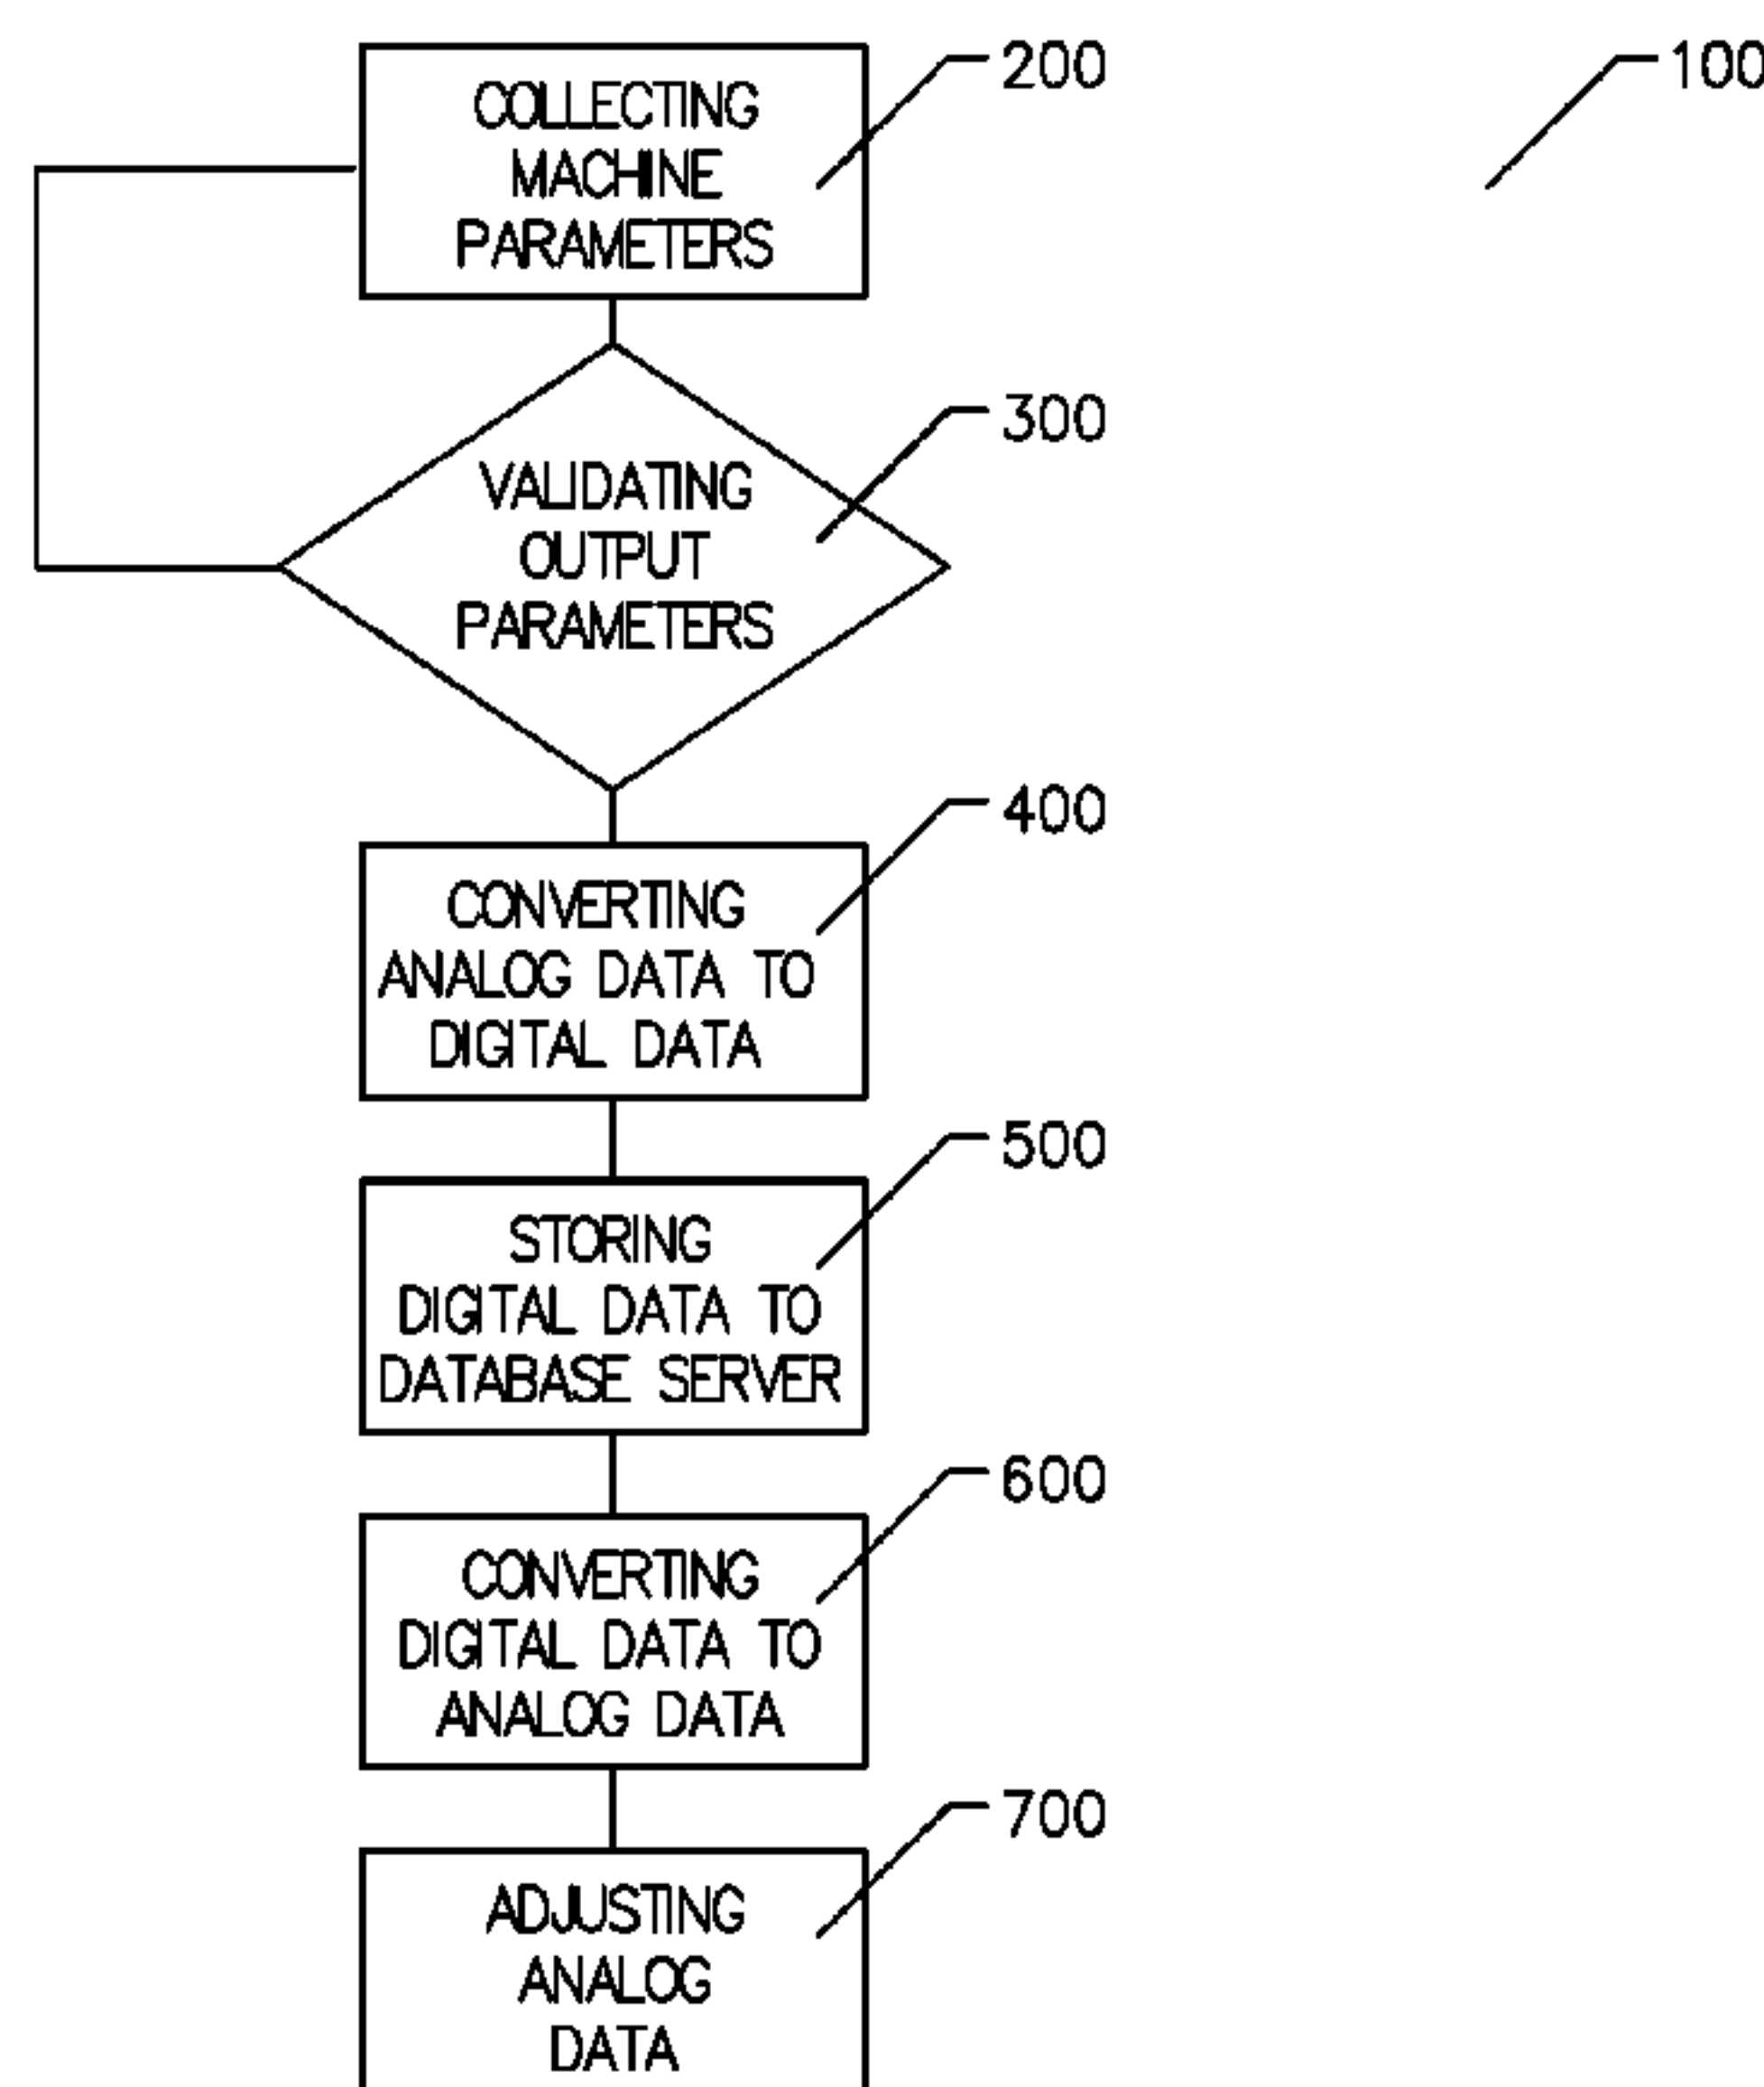 COLLECTING
MACHINE
PARAMETERS
200
100
VALIDATING
OUTPUT
PARAMETERS
300
CONVERTING
ANALOG DATA TO
DIGITAL DATA
400
STORING
DIGITAL DATA TO
DATABASE SERVER
500
CONVERTING
DIGITAL DATA TO
ANALOG DATA
600
ADJUSTING
ANALOG
DATA
700